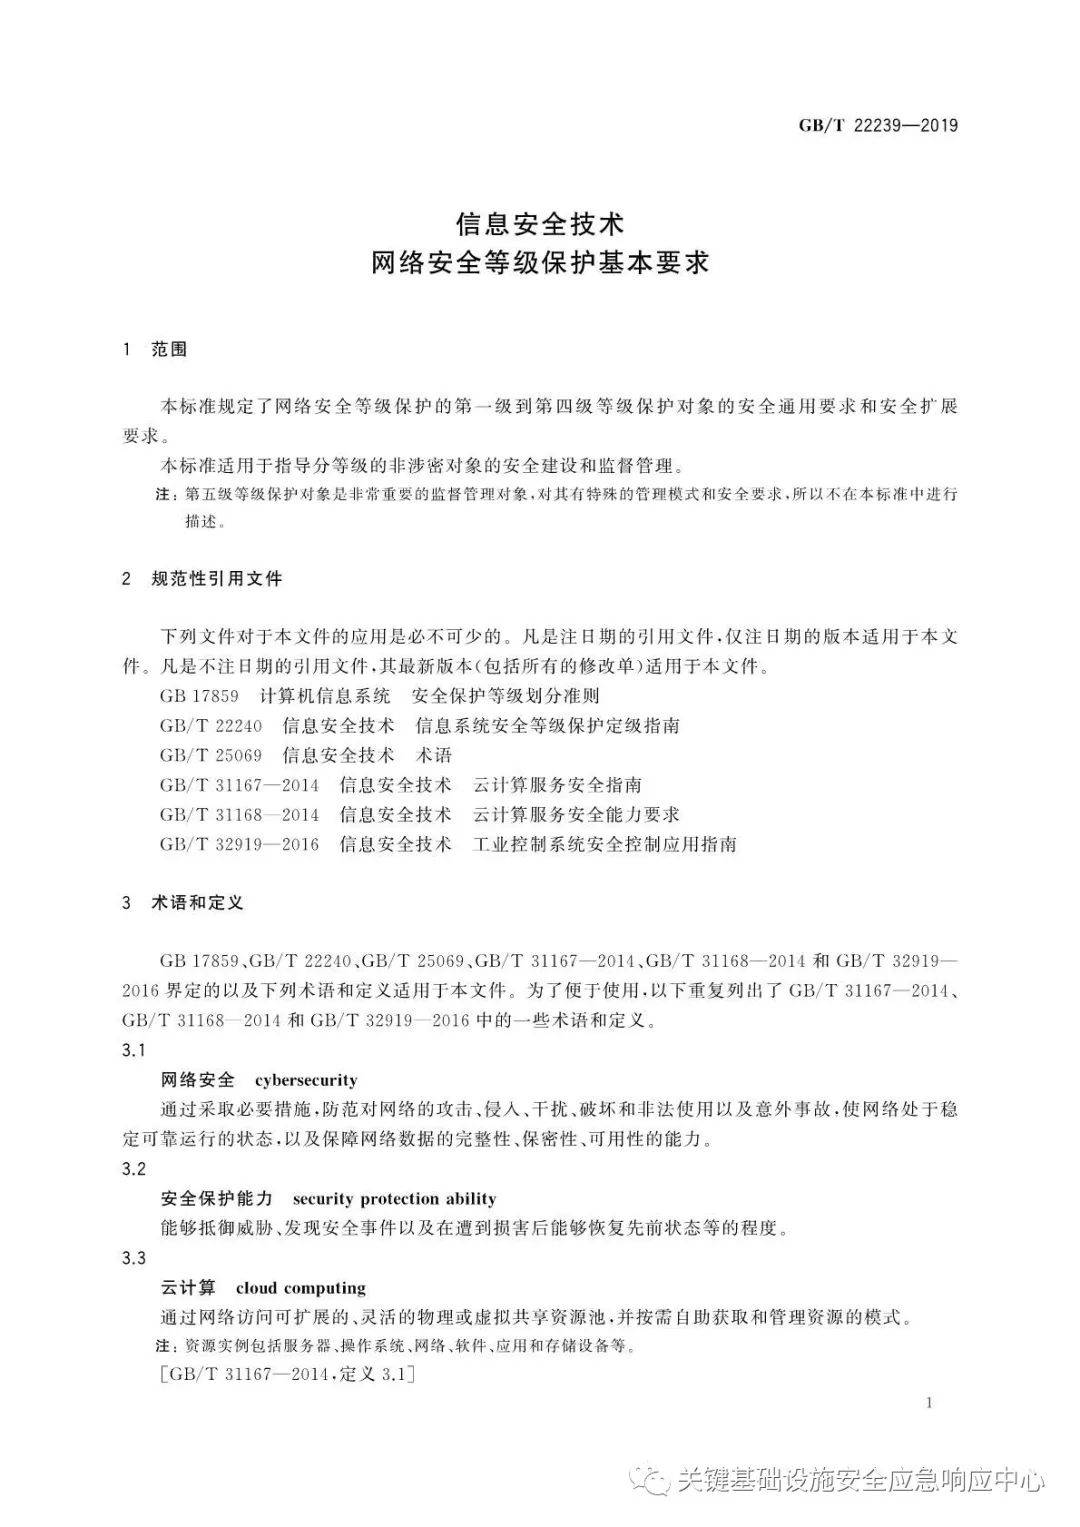 GB/T 22239—2019
信息安全技术
网络安全等级保护基本要求
1 范围
本标准规定了网络安全等级保护的第一级到第四级等级保护对象的安全通用要求和安全扩展
要求。
本标准适用于指导分等级的非涉密对象的安全建设和监督管理。
注：第五级等级保护对象是非常重要的监督管理对象，对其有特殊的管理模式和安全要求，所以不在本标准中进行
描述。
2 规范性引用文件
下列文件对于本文件的应用是必不可少的。凡是注日期的引用文件，仅注日期的版本适用于本文
件。凡是不注日期的引用文件，其最新版本（包括所有的修改单）适用于本文件。
GB 17859 计算机信息系统 安全保护等级划分准则
GB/T 22240 信息安全技术 信息系统安全等级保护定级指南
GB/T 25069 信息安全技术 术语
GB/T 31167—2014 信息安全技术 云计算服务安全指南
GB/T 31168—2014 信息安全技术 云计算服务安全能力要求
GB/T 32919—2016 信息安全技术 工业控制系统安全控制应用指南
3 术语和定义
GB 17859、GB/T 22240、GB/T 25069、GB/T 31167—2014、GB/T 31168—2014 和 GB/T 32919—
2016 界定的以及下列术语和定义适用于本文件。为了便于使用，以下重复列出了 GB/T 31167—2014、
GB/T 31168—2014 和 GB/T 32919—2016 中的一些术语和定义。
3.1
网络安全 cybersecurity
通过采取必要措施，防范对网络的攻击、侵入、干扰、破坏和非法使用以及意外事故，使网络处于稳
定可靠运行的状态，以及保障网络数据的完整性、保密性、可用性的能力。
3.2
安全保护能力 security protection ability
能够抵御威胁、发现安全事件以及在遭到损害后能够恢复先前状态等的程度。
3.3
云计算 cloud computing
通过网络访问可扩展的、灵活的物理或虚拟共享资源池，并按需自助获取和管理资源的模式。
注：资源实例包括服务器、操作系统、网络、软件、应用和存储设备等。
[GB/T 31167—2014，定义 3.1]
1
关键基础设施安全应急响应中心